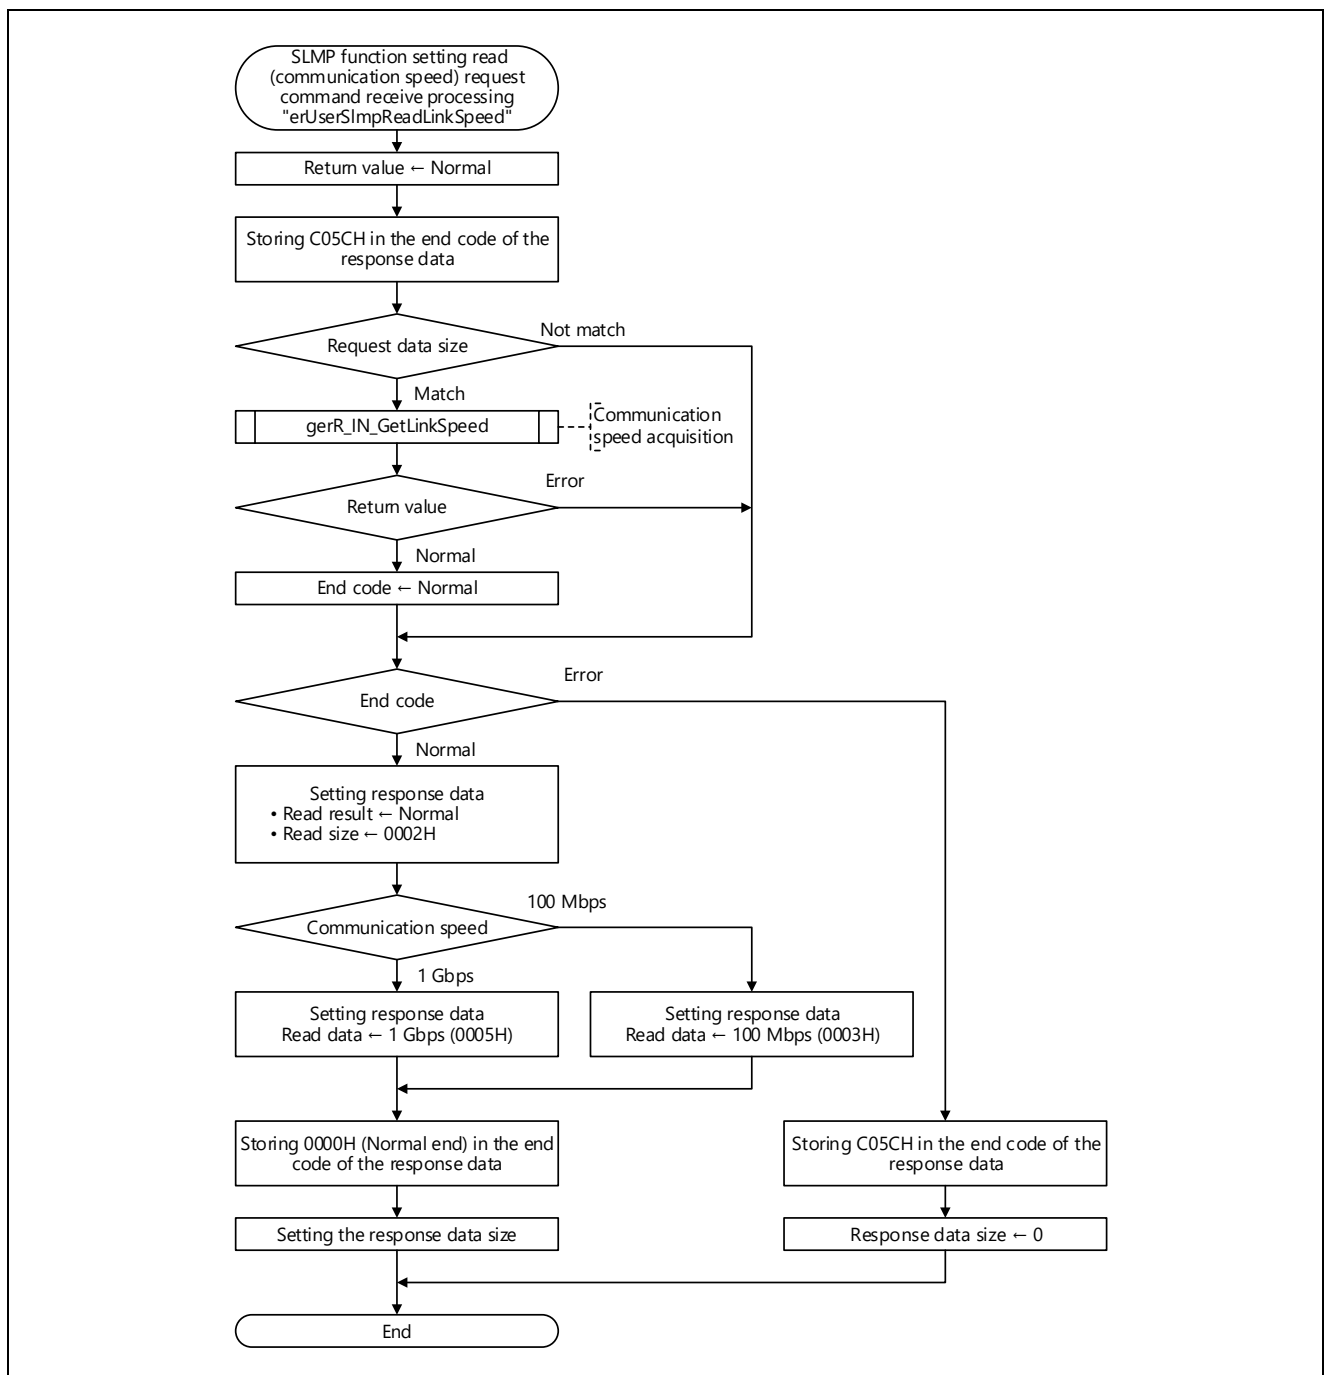 SLMP function setting read
(communication speed) request
command receive processing
"erUserSlmpReadLinkSpeed"
Return value ← Normal
Storing C05CH in the end code of the
response data
Not match
Request data size
Match
gerR_IN_GetLinkSpeed
Communication
speed acquisition
Error
Return value
Normal
End code ← Normal
Error
End code
Normal
Setting response data
• Read result ← Normal
• Read size ← 0002H
100 Mbps
Communication speed
1 Gbps
Setting response data
Read data ← 1 Gbps (0005H)
Setting response data
Read data ← 100 Mbps (0003H)
Storing 0000H (Normal end) in the end
code of the response data
Storing C05CH in the end code of the
response data
Setting the response data size
Response data size ← 0
End